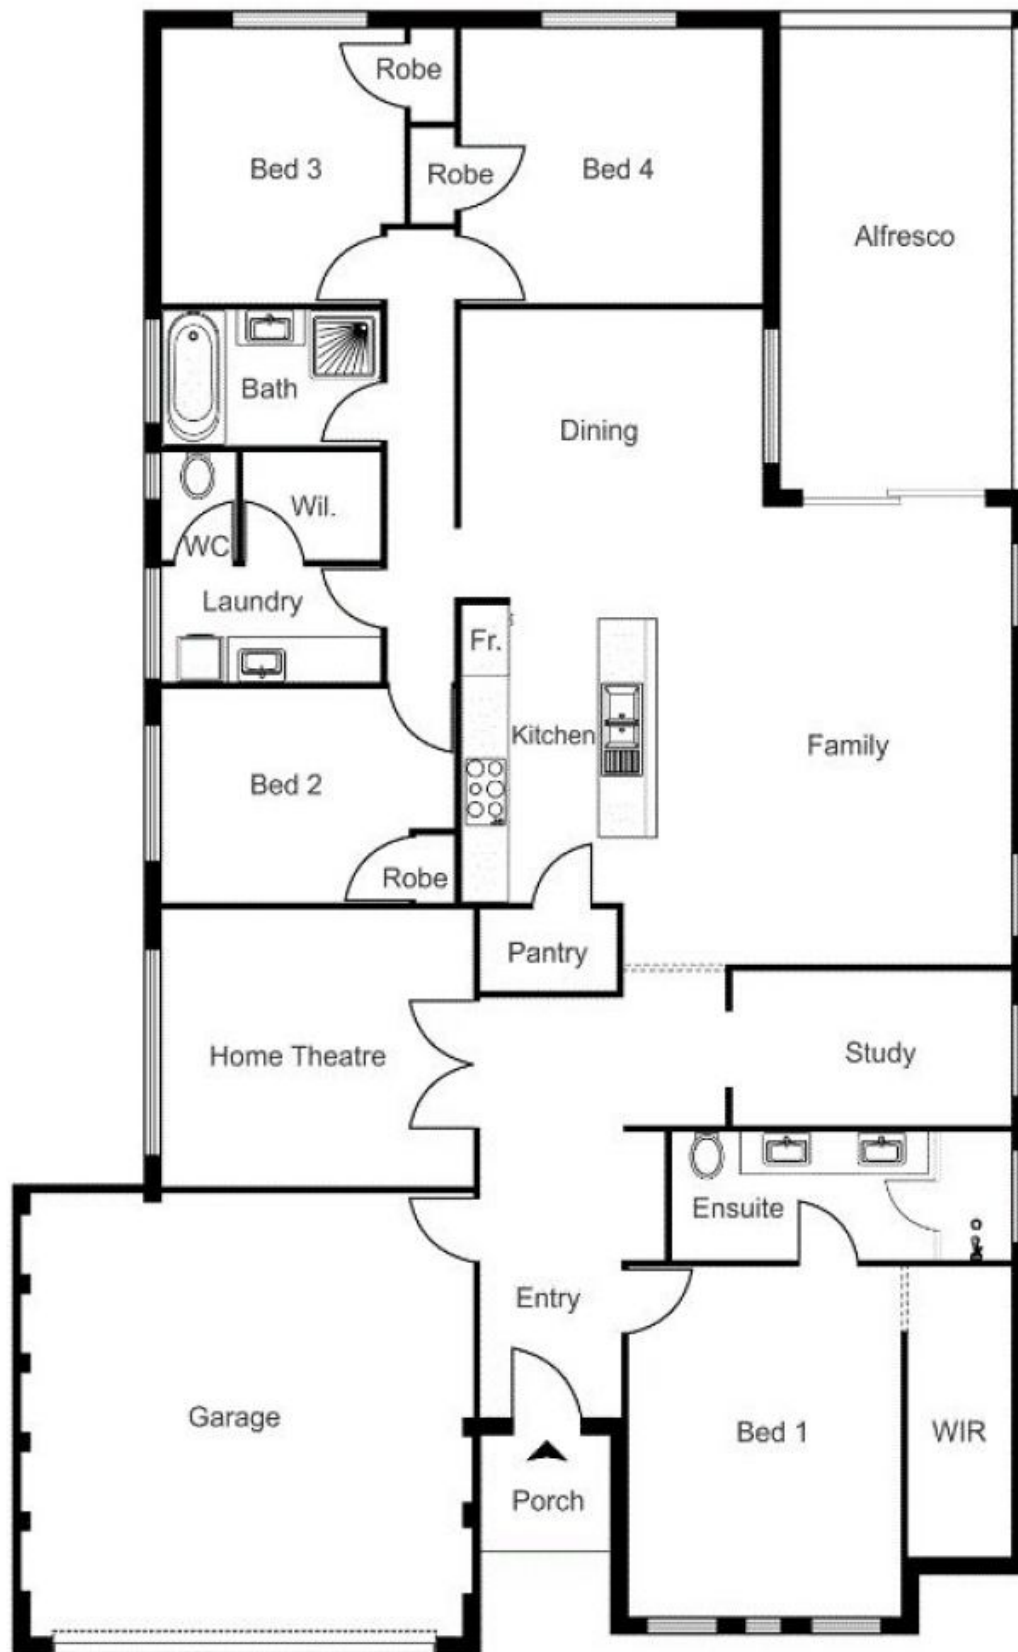 Robe
Bed 3
Robe
Bed 4
Alfresco
Bath
Dining
Wil.
WC
Laundry
Fr.
Kitchen
Family
Bed 2
Robe
Pantry
Home Theatre
Study
Ensuite
Entry
Garage
Bed 1
WIR
Porch